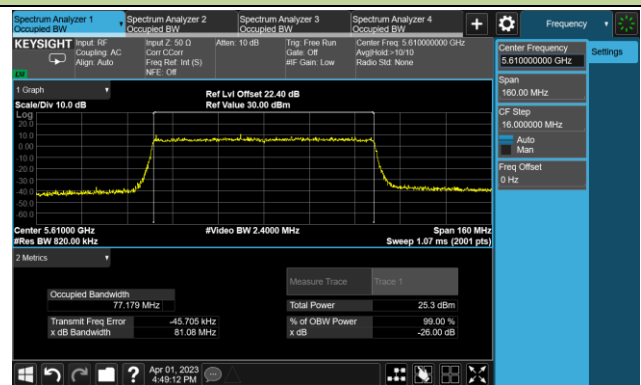 Spectrum Analyzer 1
Occupied BW
Spectrum Analyzer 2
Occupied BW
Spectrum Analyzer 3
Occupied BW
Spectrum Analyzer 4
Occupied BW
+
Frequency
KEYSIGHT
Input: RF
Coupling: AC
Align: Auto
Input Z: 50 Ω
Corr CCorr
Freq Ref: Int (S)
NFE: Off
Atten: 10 dB
Trig: Free Run
Gate: Off
#IF Gain: Low
Center Freq: 5.610000000 GHz
Avg|Hold:>10/10
Radio Std: None
Center Frequency
5.610000000 GHz
Settings
Span
160.00 MHz
CF Step
16.000000 MHz
Auto
Man
Freq Offset
0 Hz
1 Graph
Scale/Div 10.0 dB
Ref Lvl Offset 22.40 dB
Ref Value 30.00 dBm
Log
20.0
10.0
0.00
-10.0
-20.0
-30.0
-40.0
-50.0
-60.0
Center 5.61000 GHz
#Res BW 820.00 kHz
#Video BW 2.4000 MHz
Span 160 MHz
Sweep 1.07 ms (2001 pts)
2 Metrics
Measure Trace
Trace 1
Occupied Bandwidth
77.179 MHz
Total Power
25.3 dBm
Transmit Freq Error
-45.705 kHz
% of OBW Power
99.00 %
x dB Bandwidth
81.08 MHz
x dB
-26.00 dB
?
Apr 01, 2023
4:49:12 PM